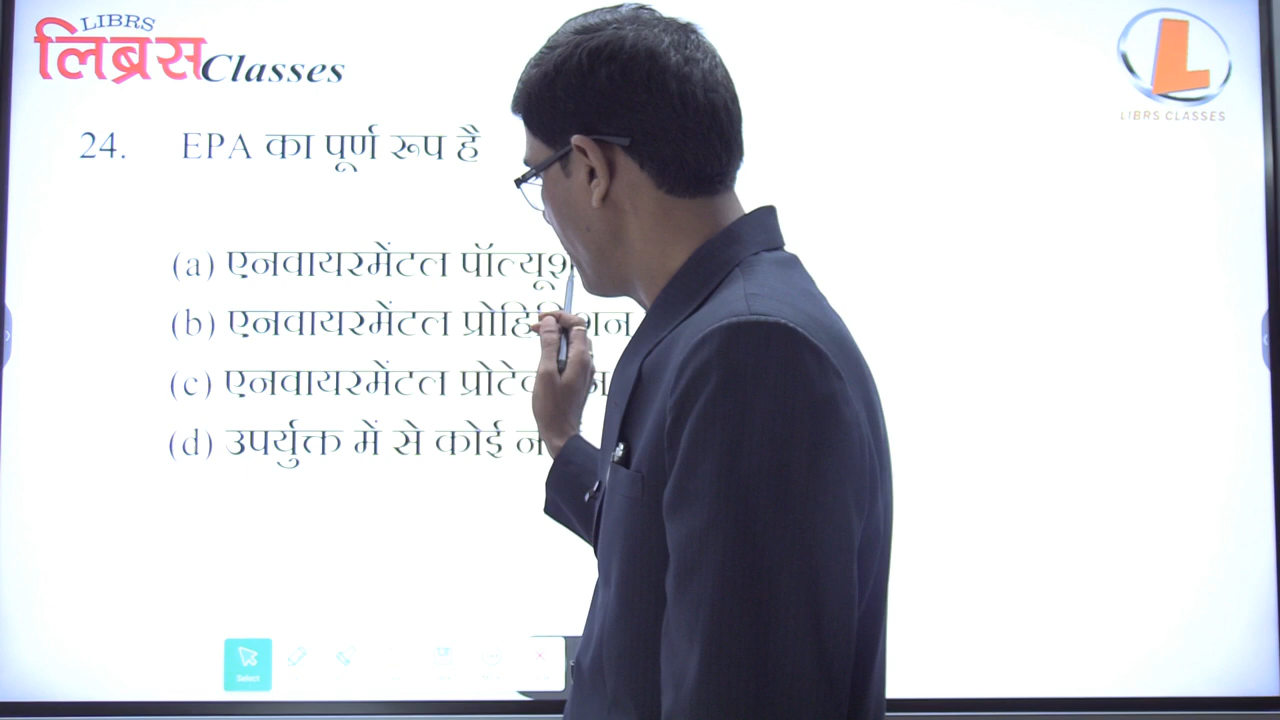 LIBRS
लिब्रस Classes
LIBRS CLASSES
24. EPA का पूर्ण रूप है
(a) एनवायरमेंटल
(b) एनवायरमेंटल
(c) एनवायरमेंटल
(d) उपर्युक्त में से कोई
Select